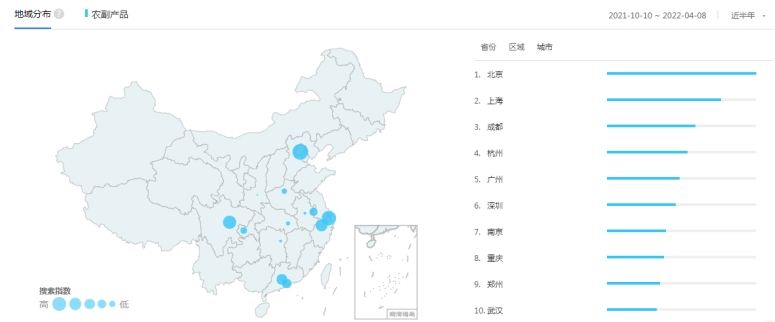 地域分布 ? 农副产品
2021-10-10 ~ 2022-04-08 近半年
省份 区域 城市
1. 北京
2. 上海
3. 成都
4. 杭州
5. 广州
6. 深圳
7. 南京
8. 重庆
9. 郑州
10. 武汉
南海诸岛
搜索指数
高 低